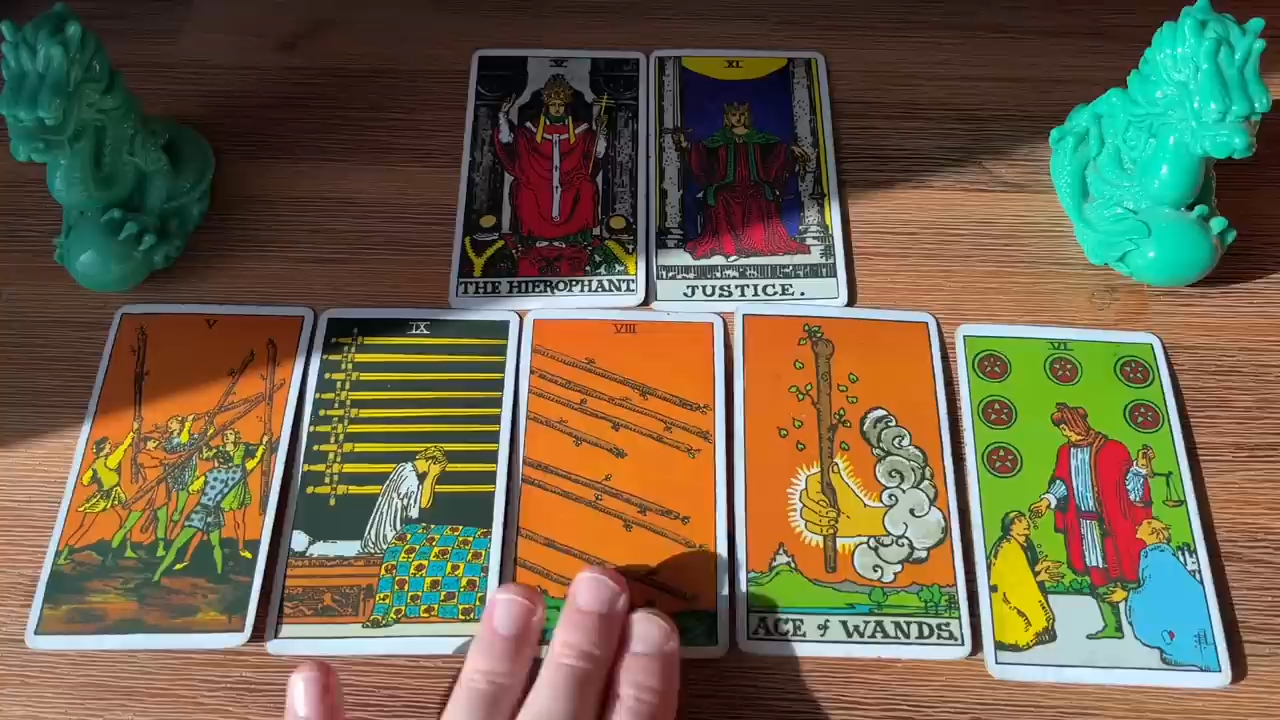 V
THE HIEROPHANT.
XI
JUSTICE.
V
IX
VIII
ACE of WANDS.
VI